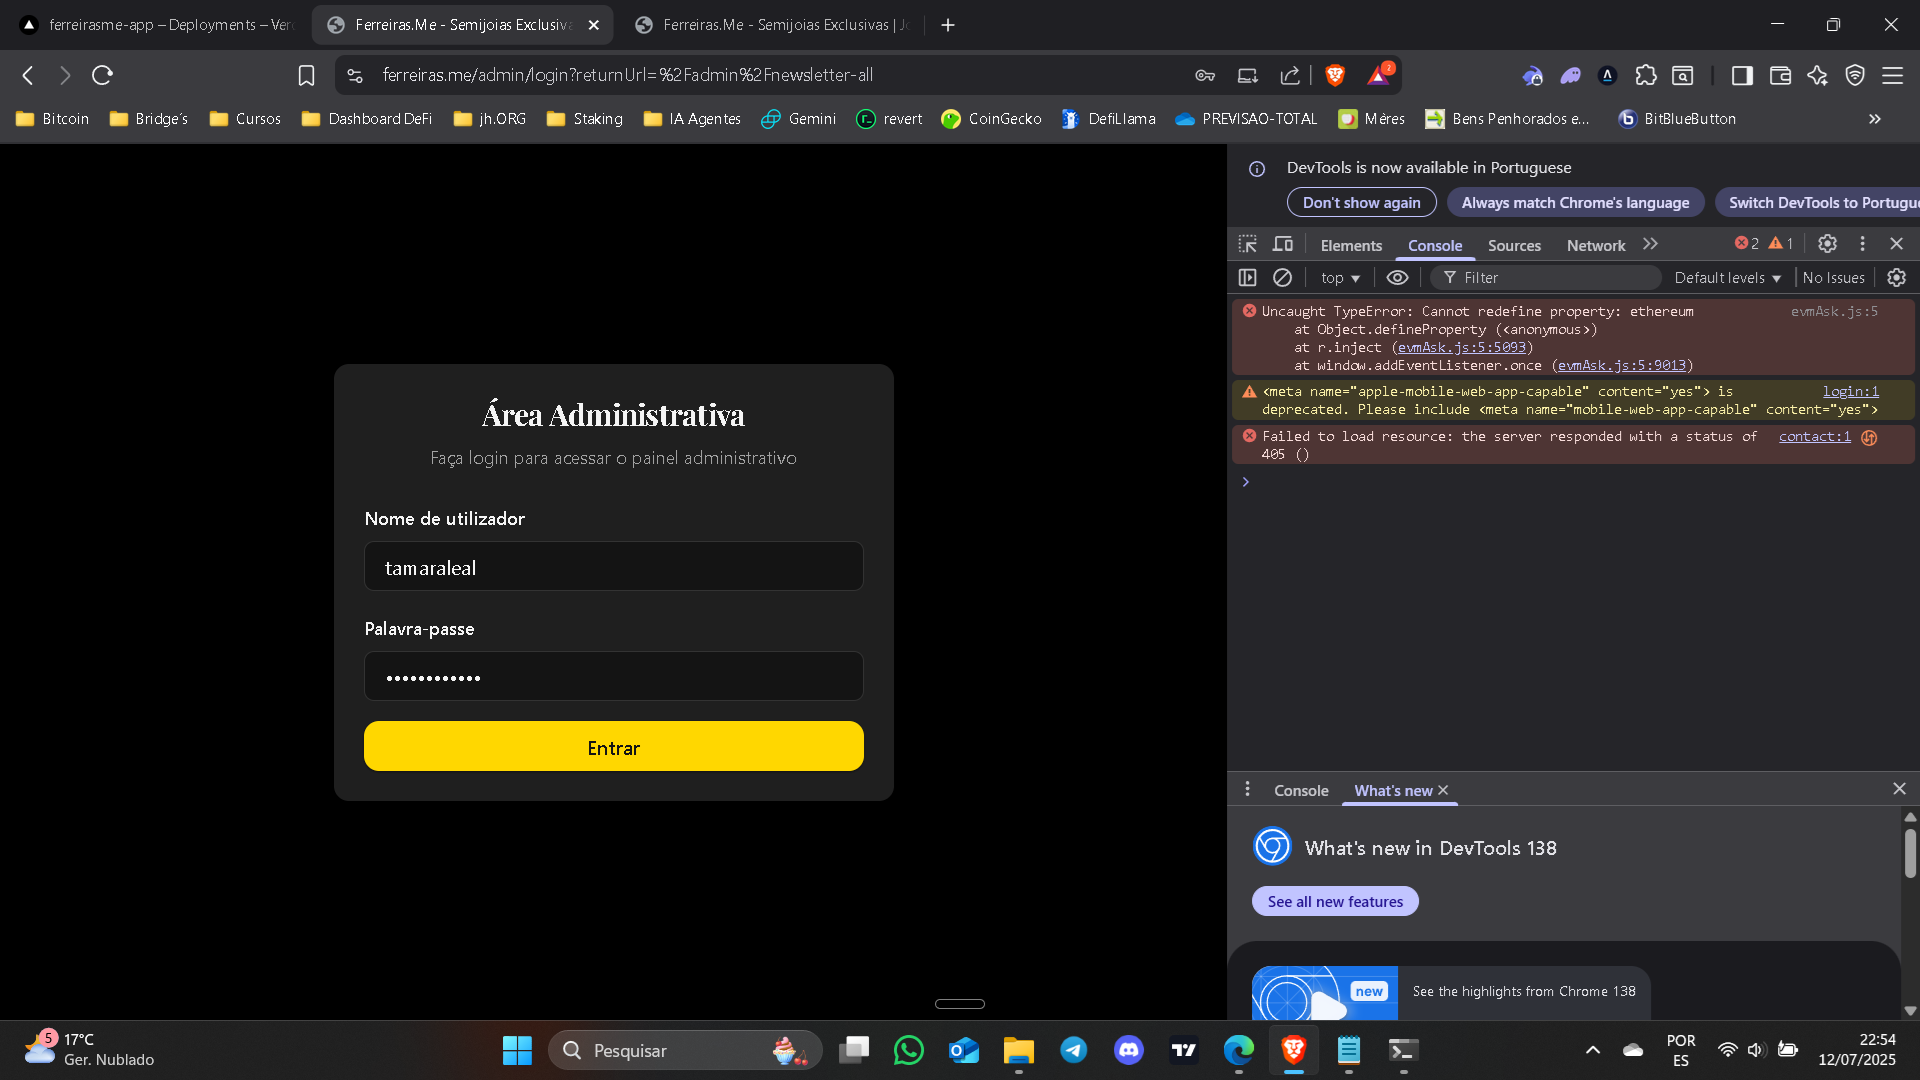 ferreirasme-app – Deployments – Verc
Ferreiras.Me - Semijoias Exclusiva
Ferreiras.Me - Semijoias Exclusivas | Jo
ferreiras.me/admin/login?returnUrl=%2Fadmin%2Fnewsletter-all
2
Bitcoin
Bridge's
Cursos
Dashboard DeFi
jh.ORG
Staking
IA Agentes
Gemini
revert
CoinGecko
DefiLlama
PREVISAO-TOTAL
Mères
Bens Penhorados e...
BitBlueButton
Área Administrativa
Faça login para acessar o painel administrativo
Nome de utilizador
tamaraleal
Palavra-passe
••••••••••••
Entrar
DevTools is now available in Portuguese
Don't show again
Always match Chrome's language
Switch DevTools to Portugue
Elements
Console
Sources
Network
2
1
top
Filter
Default levels
No Issues
Uncaught TypeError: Cannot redefine property: ethereum evmAsk.js:5
at Object.defineProperty (<anonymous>)
at r.inject (evmAsk.js:5:5093)
at window.addEventListener.once (evmAsk.js:5:9013)
<meta name="apple-mobile-web-app-capable" content="yes"> is login:1
deprecated. Please include <meta name="mobile-web-app-capable" content="yes">
Failed to load resource: the server responded with a status of contact:1
405 ()
Console
What's new
What's new in DevTools 138
See all new features
new
See the highlights from Chrome 138
5
17°C
Ger. Nublado
Pesquisar
POR
ES
22:54
12/07/2025